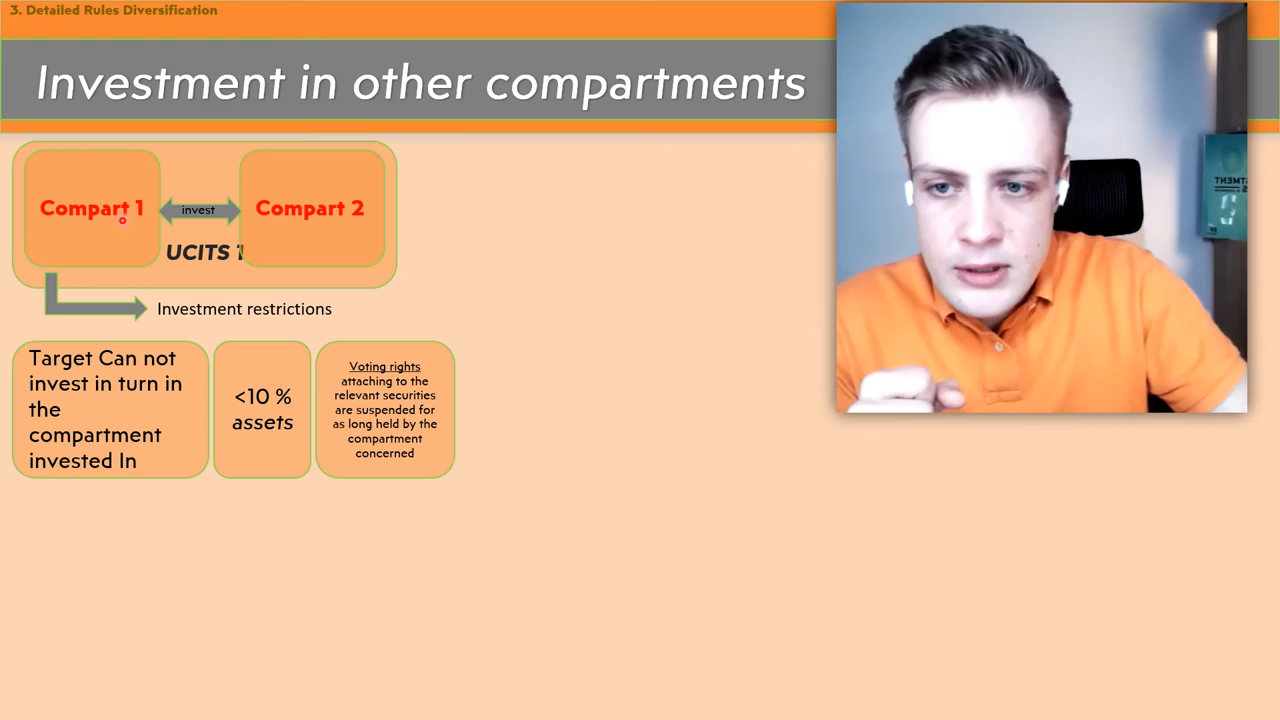 3. Detailed Rules Diversification
Investment in other compartments
Compart 1
invest
Compart 2
UCITS
Investment restrictions
Target Can not
invest in turn in
the
compartment
invested In
<10 %
assets
Voting rights
attaching to the
relevant securities
are suspended for
as long held by the
compartment
concerned